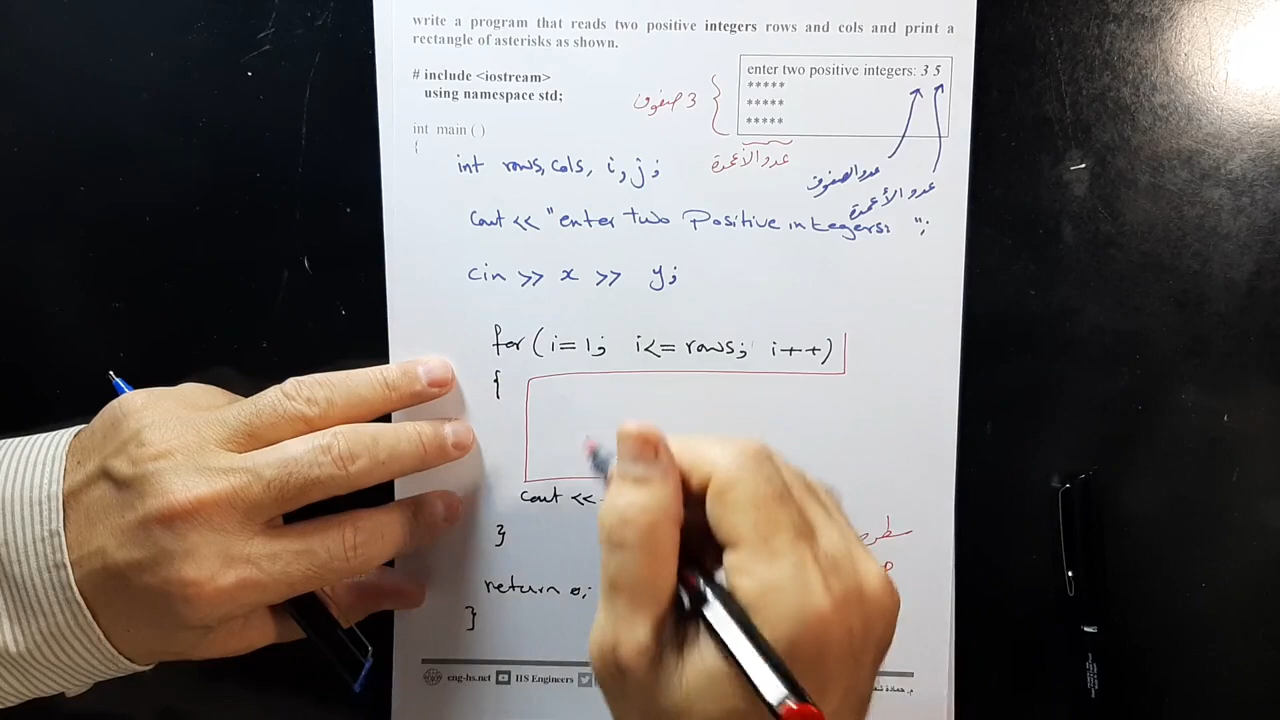 write a program that reads two positive integers rows and cols and print a
rectangle of asterisks as shown.
# include <iostream>
using namespace std;
enter two positive integers: 3 5
*****
*****
*****
3 صفوف
int main ( )
{
عدد الأعمدة
int rows, cols, i, j;
عدد الصفوف
عدد الأعمدة
cout << "enter two Positive integers: ";
cin >> x >> y;
for ( i = 1; i <= rows; i++)
{
cout <<
}
سطر
return 0;
}
eng-hs.net HS Engineers
م. حمادة